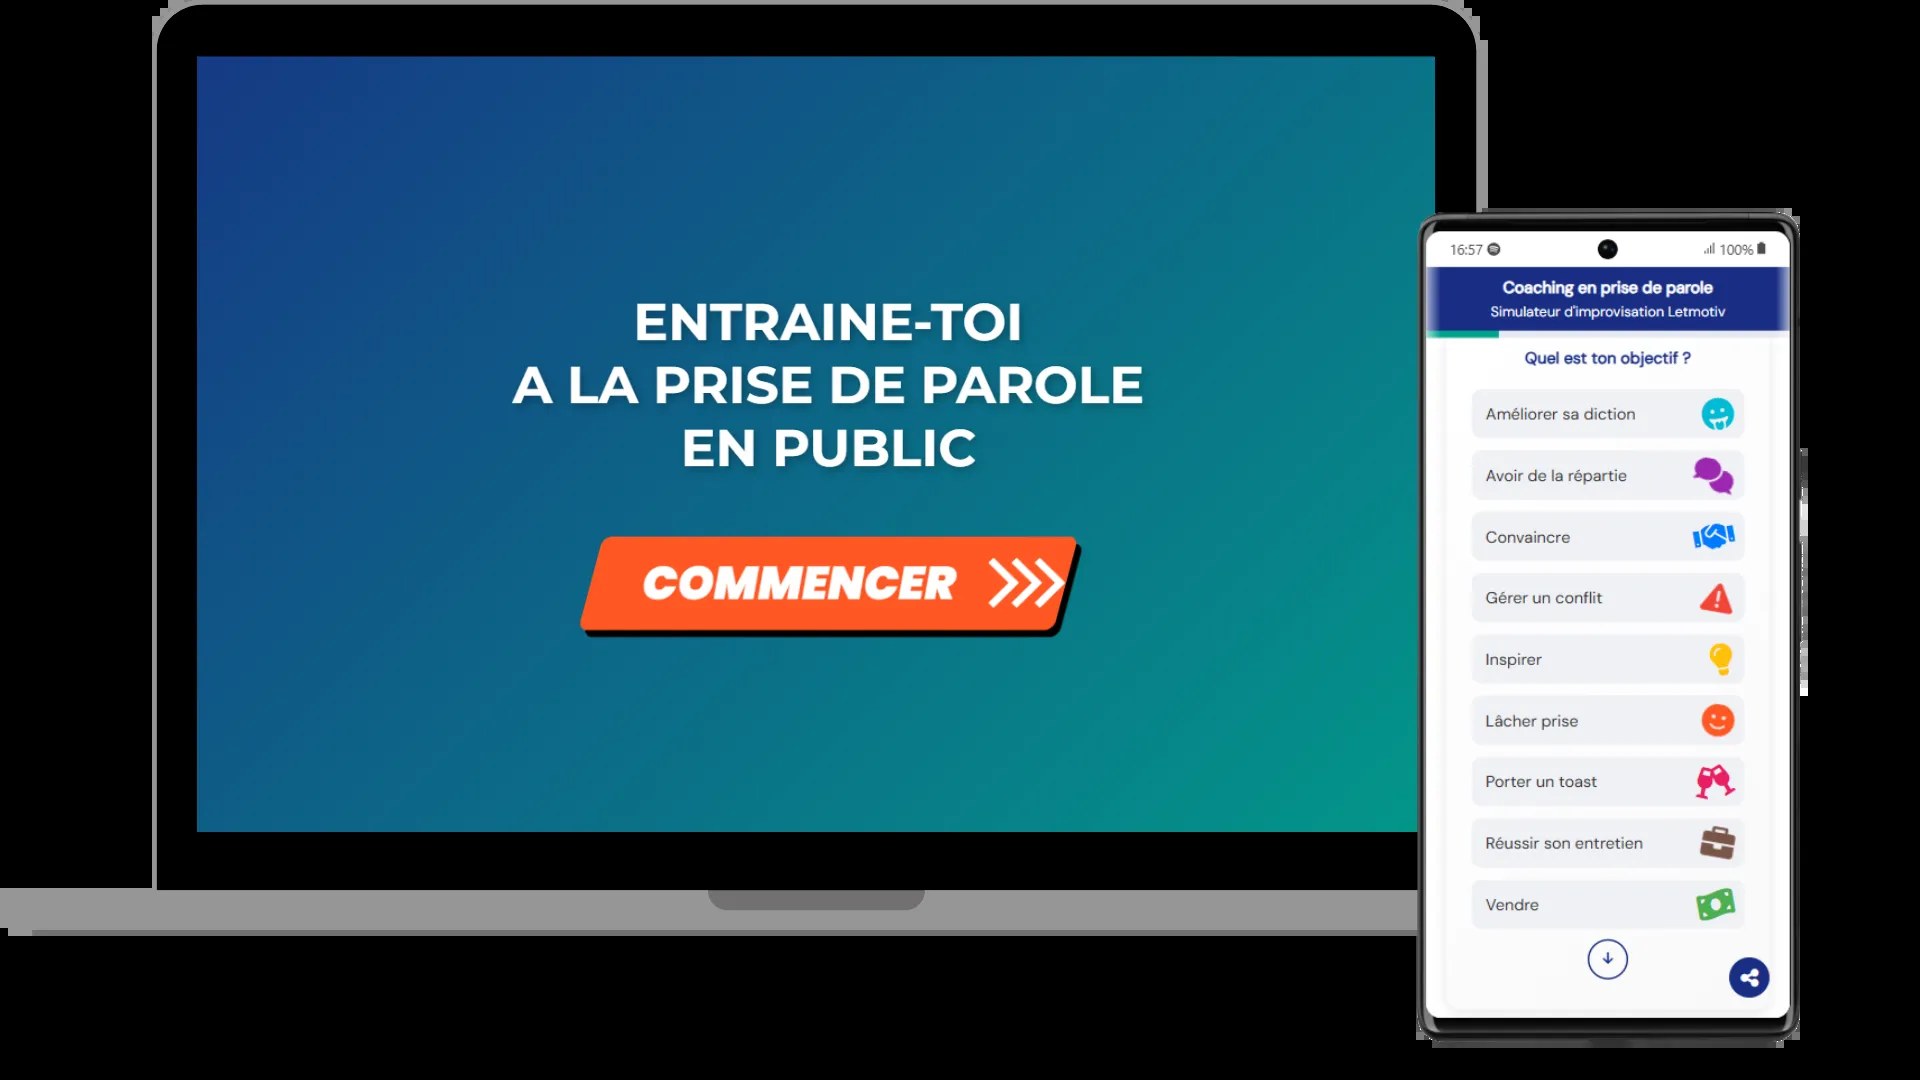 ENTRAINE-TOI
A LA PRISE DE PAROLE
EN PUBLIC
COMMENCER
16:57
100%
Coaching en prise de parole
Simulateur d'improvisation Letmotiv
Quel est ton objectif ?
Améliorer sa diction
Avoir de la répartie
Convaincre
Gérer un conflit
Inspirer
Lâcher prise
Porter un toast
Réussir son entretien
Vendre